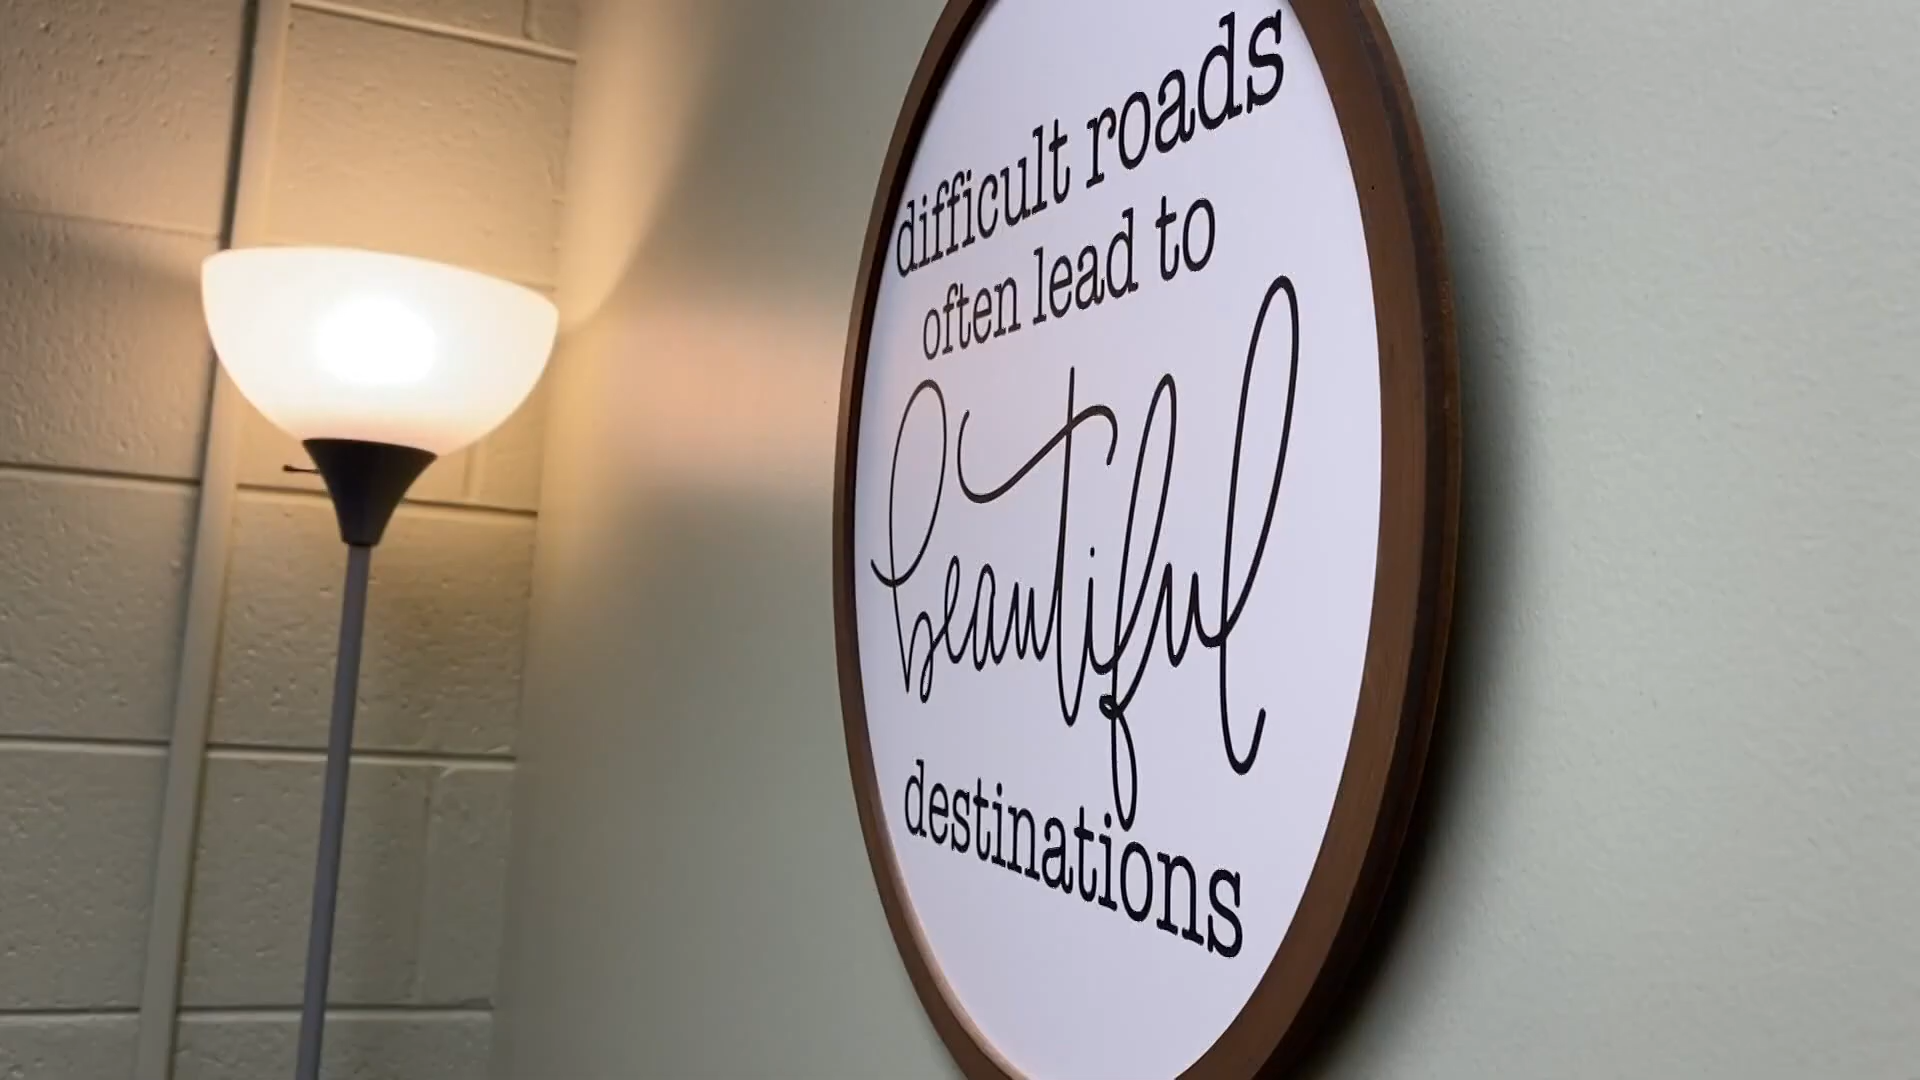 difficult roads
often lead to
beautiful
destinations